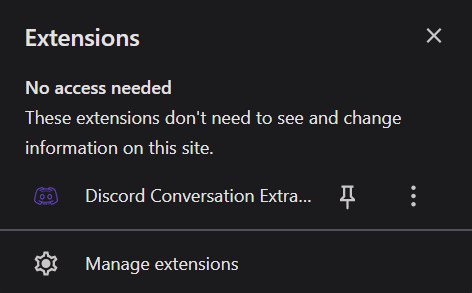 Extensions
No access needed
These extensions don't need to see and change
information on this site.
Discord Conversation Extra...
Manage extensions